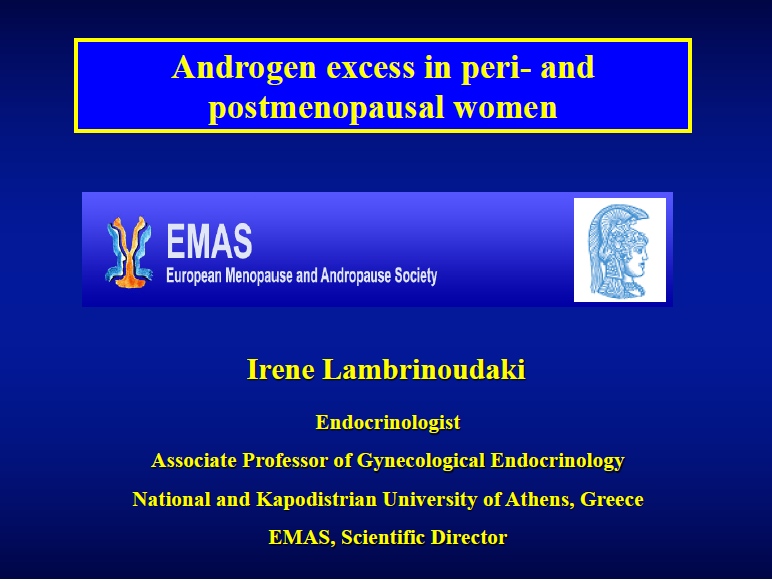 Androgen excess in peri- and
postmenopausal women
EMAS
European Menopause and Andropause Society
Irene Lambrinoudaki
Endocrinologist
Associate Professor of Gynecological Endocrinology
National and Kapodistrian University of Athens, Greece
EMAS, Scientific Director